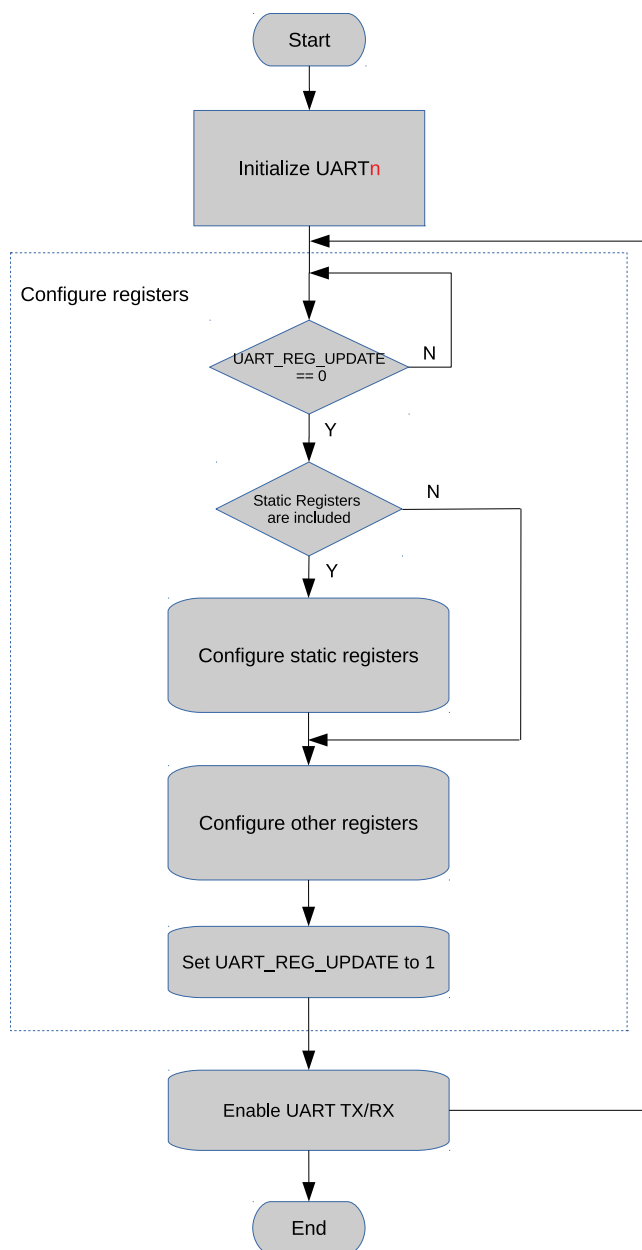 Start
Initialize UARTn
Configure registers
UART_REG_UPDATE
== 0
N
Y
Static Registers
are included
N
Y
Configure static registers
Configure other registers
Set UART_REG_UPDATE to 1
Enable UART TX/RX
End